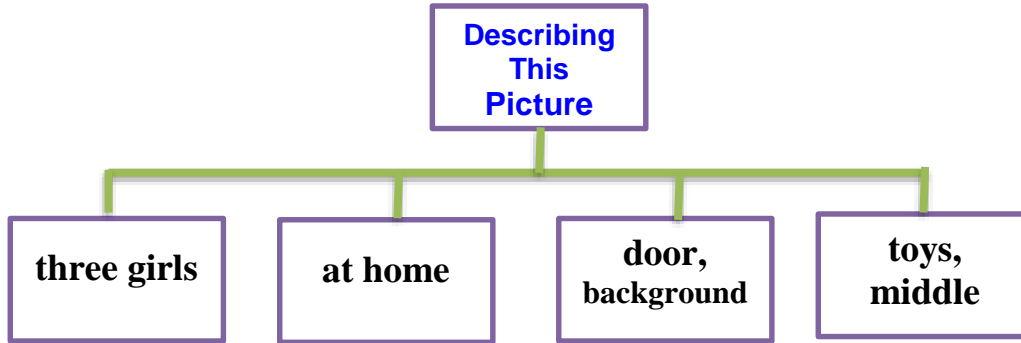 Describing
This
Picture
three girls
at home
door,
background
toys,
middle